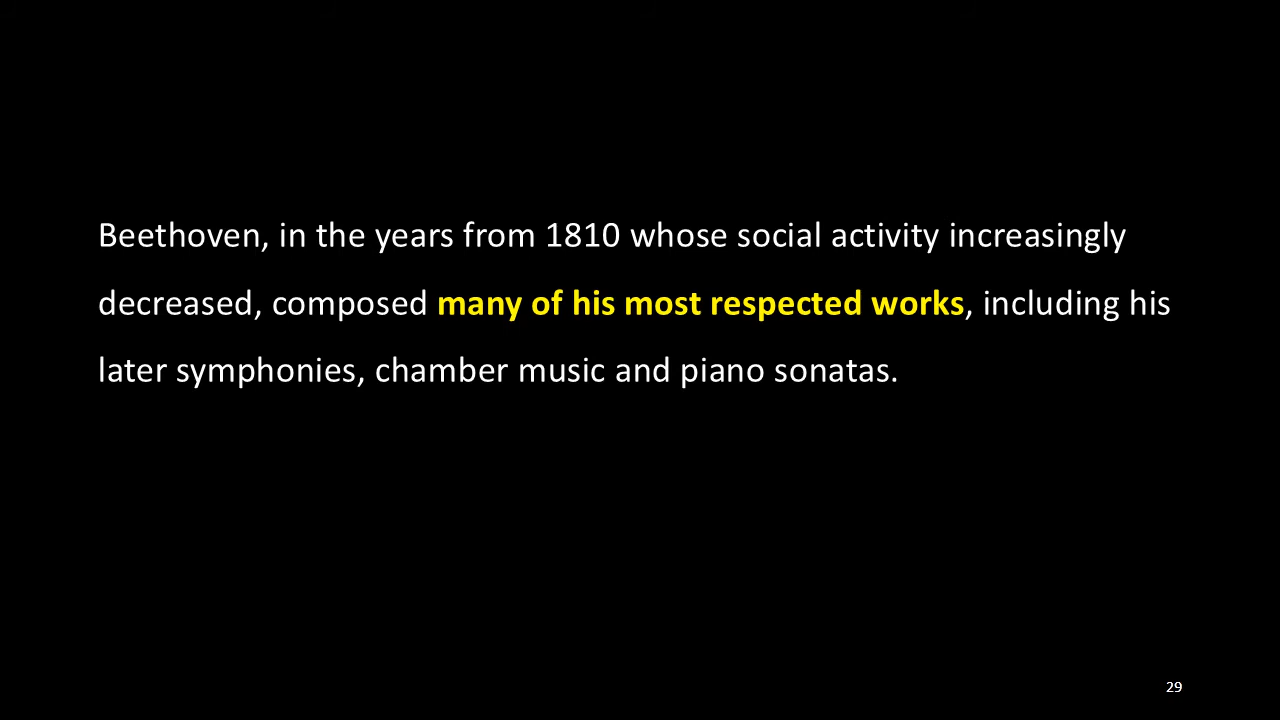 Beethoven, in the years from 1810 whose social activity increasingly
decreased, composed many of his most respected works, including his
later symphonies, chamber music and piano sonatas.
29